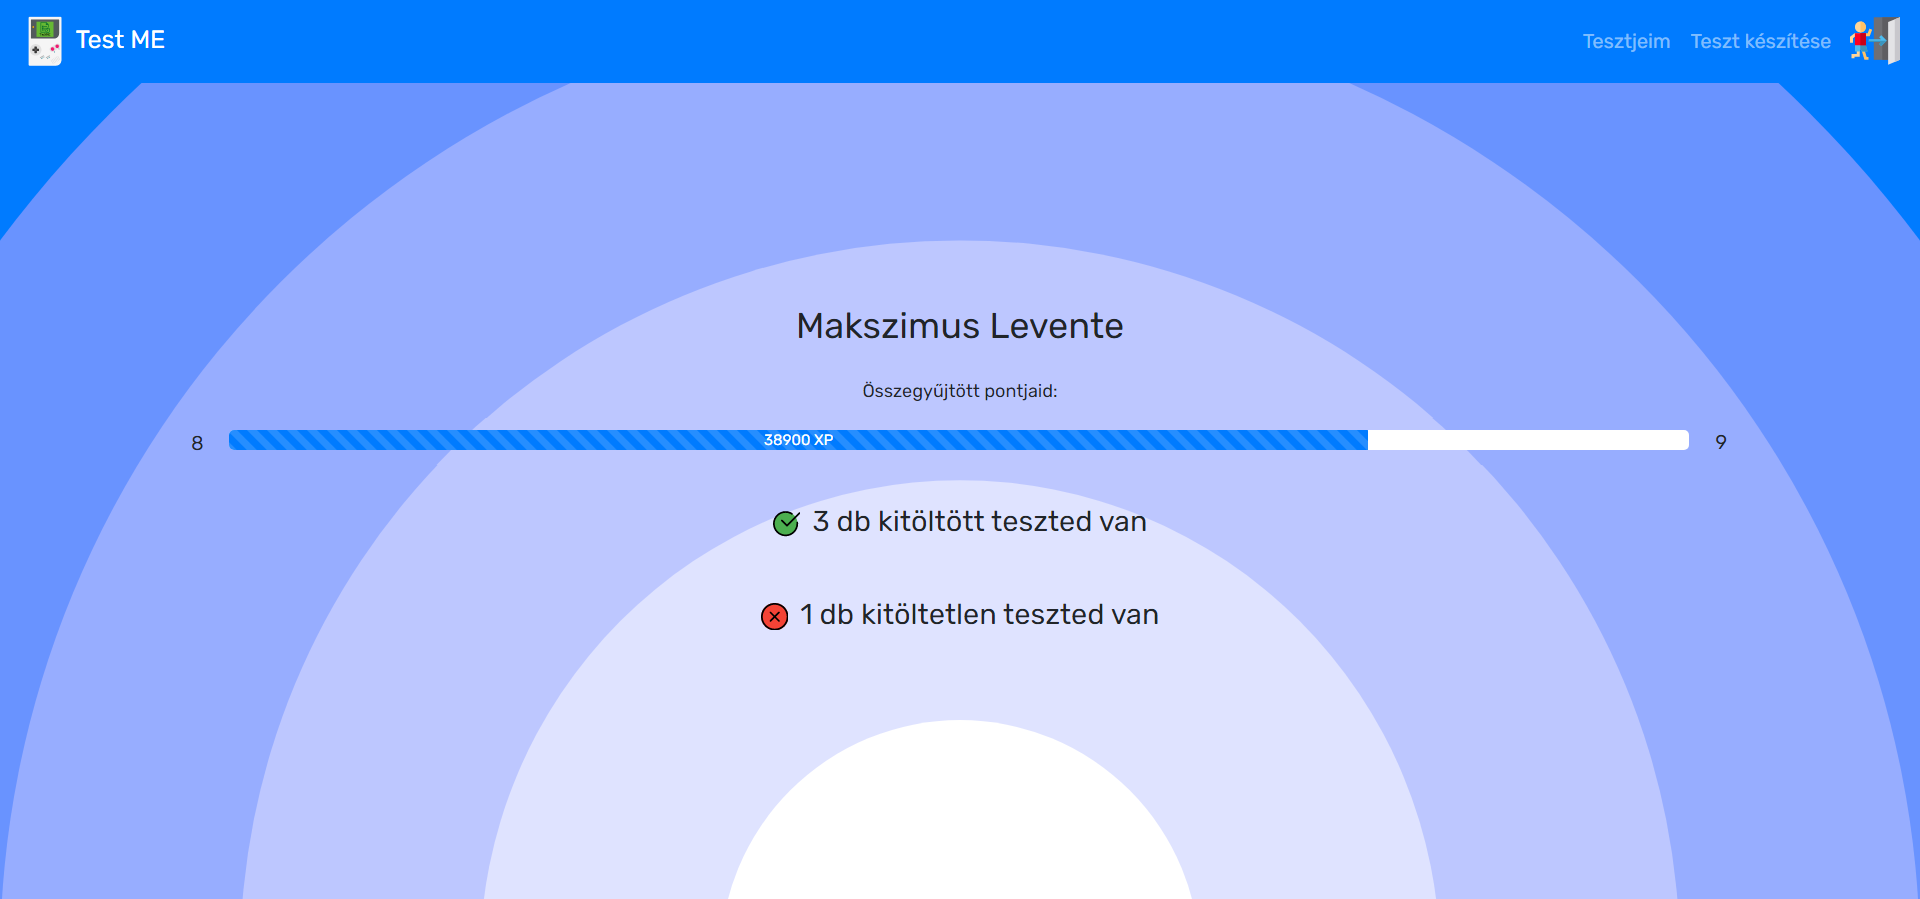 Test ME
Tesztjeim
Teszt készítése
Makszimus Levente
Összegyűjtött pontjaid:
8
38900 XP
9
3 db kitöltött teszted van
1 db kitöltetlen teszted van